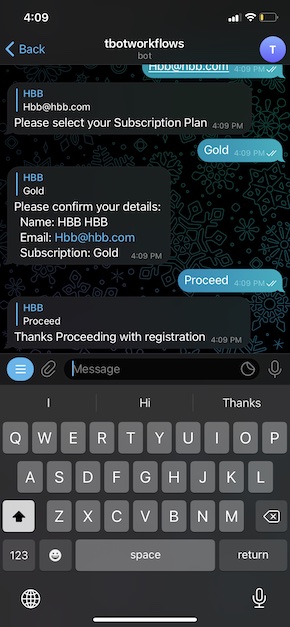 4:09
Back
tbotworkflows
bot
T
Hbb@hbb.com 4:09 PM
HBB
Hbb@hbb.com
Please select your Subscription Plan 4:09 PM
Gold 4:09 PM
HBB
Gold
Please confirm your details:
Name: HBB HBB
Email: Hbb@hbb.com
Subscription: Gold 4:09 PM
Proceed 4:09 PM
HBB
Proceed
Thanks Proceeding with registration 4:09 PM
Message
I Hi Thanks
Q W E R T Y U I O P
A S D F G H J K L
Z X C V B N M
123 space return